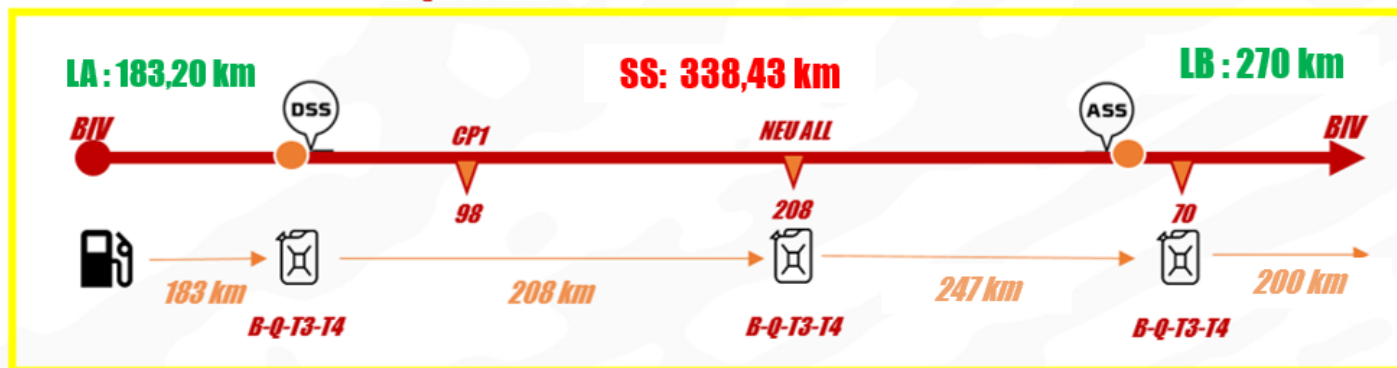 LA : 183,20 km
SS: 338,43 km
LB : 270 km
DSS
ASS
BIV
CP1
NEU ALL
BIV
98
208
70
183 km
208 km
247 km
200 km
B-Q-T3-T4
B-Q-T3-T4
B-Q-T3-T4